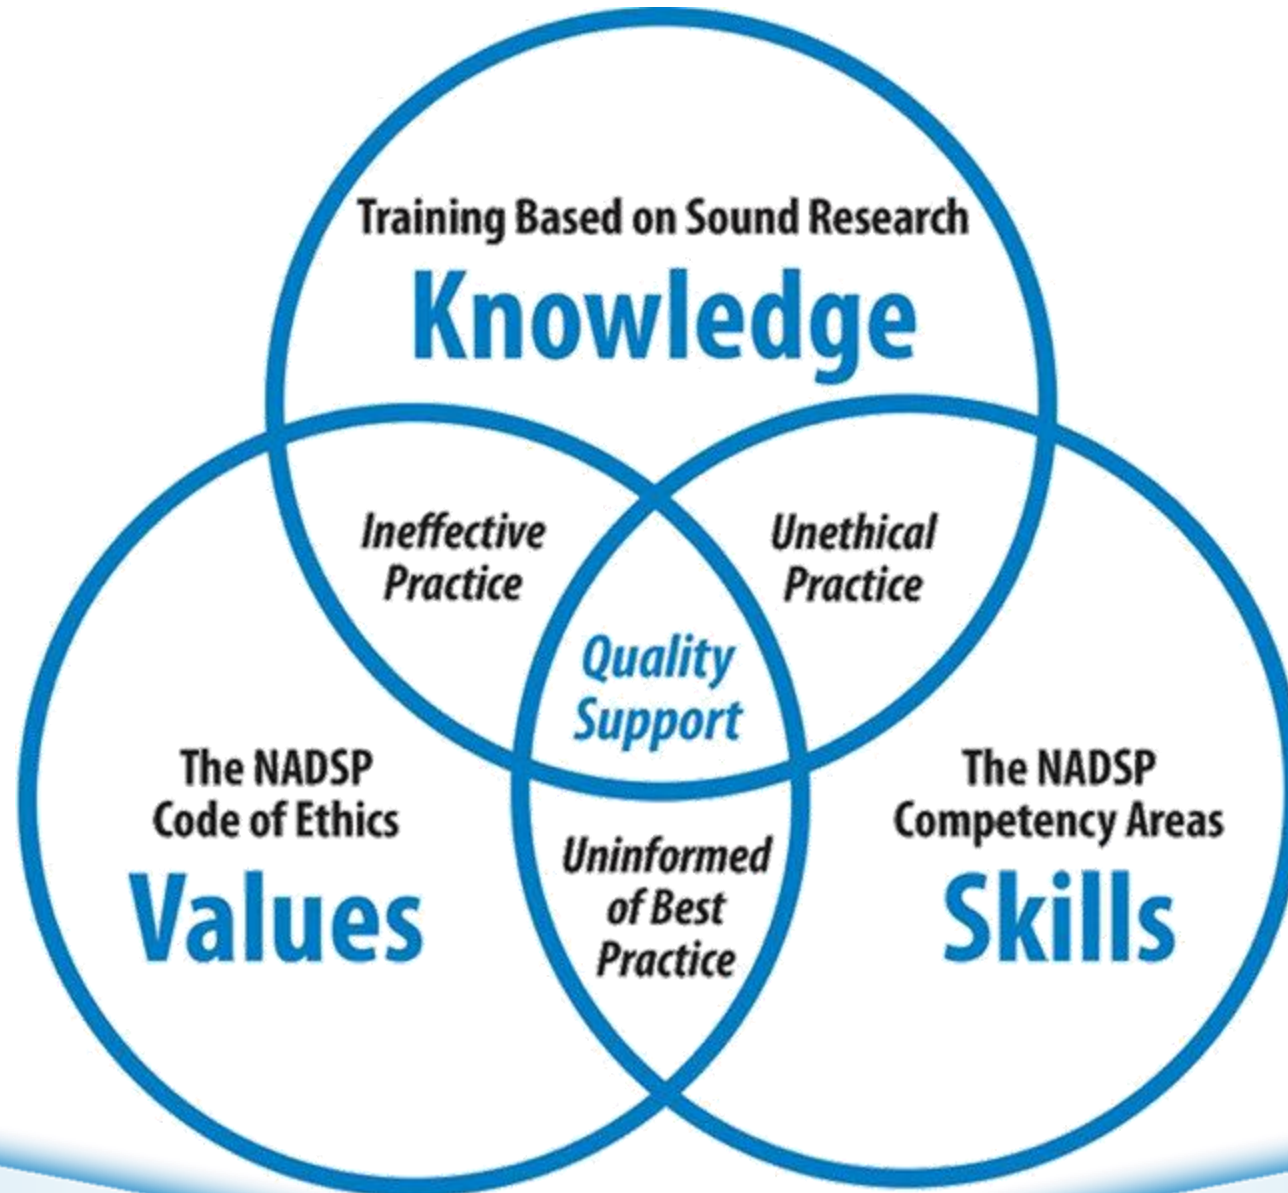 Training Based on Sound Research
Knowledge
Ineffective
Practice
Unethical
Practice
Quality
Support
The NADSP
Code of Ethics
Values
Uninformed
of Best
Practice
The NADSP
Competency Areas
Skills